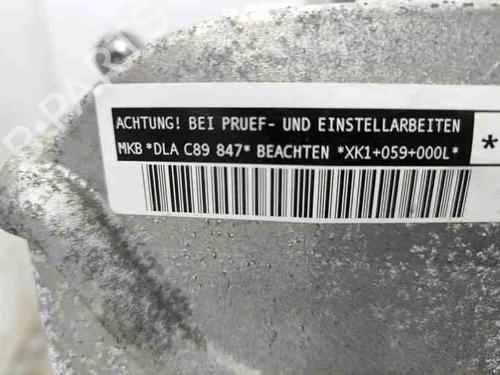 ACHTUNG! BEI PRUEF- UND EINSTELLARBEITEN *
MKB *DLA C89 847* BEACHTEN *XK1+059+000L*